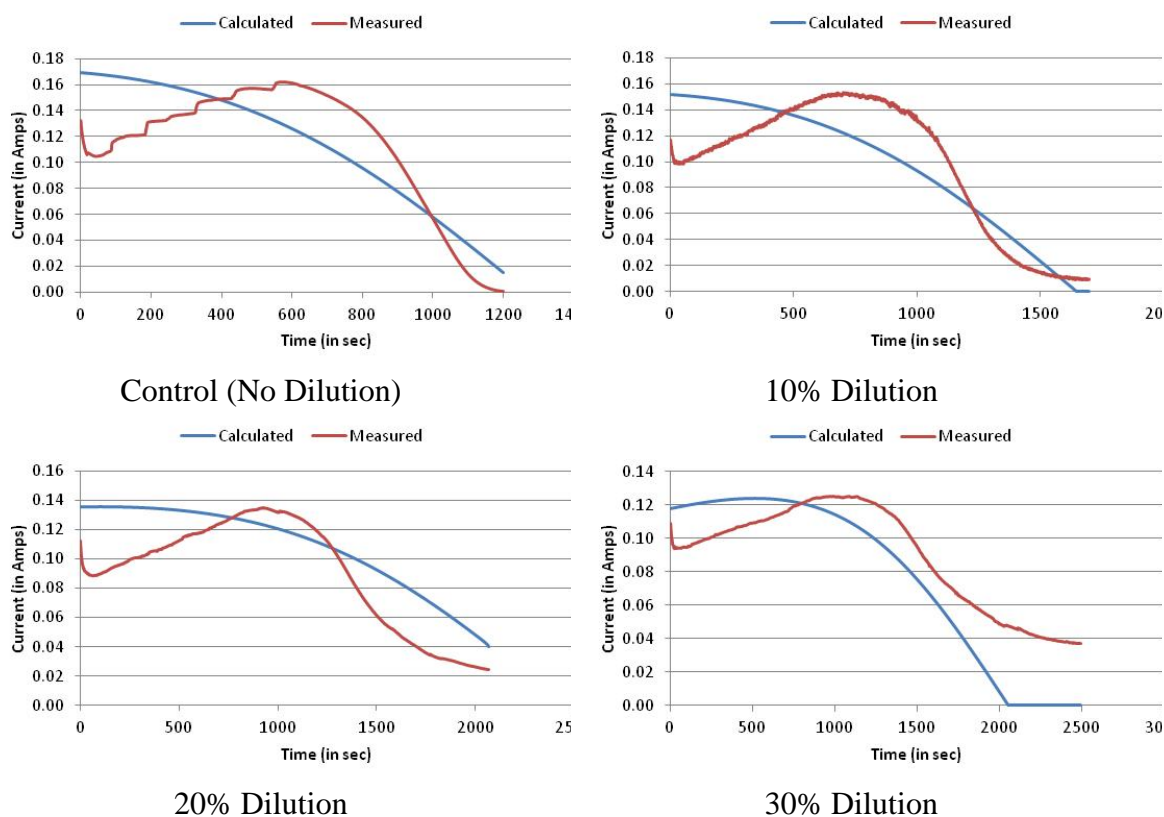 Calculated Measured
0.18
0.16
0.14
0.12
0.10
0.08
0.06
0.04
0.02
0.00
Current (in Amps)
0 200 400 600 800 1000 1200 14
Time (in sec)
Control (No Dilution)
Calculated Measured
0.18
0.16
0.14
0.12
0.10
0.08
0.06
0.04
0.02
0.00
Current (in Amps)
0 500 1000 1500 20
Time (in sec)
10% Dilution
Calculated Measured
0.16
0.14
0.12
0.10
0.08
0.06
0.04
0.02
0.00
Current (in Amps)
0 500 1000 1500 2000 25
Time (in sec)
20% Dilution
Calculated Measured
0.14
0.12
0.10
0.08
0.06
0.04
0.02
0.00
Current (in Amps)
0 500 1000 1500 2000 2500 30
Time (in sec)
30% Dilution